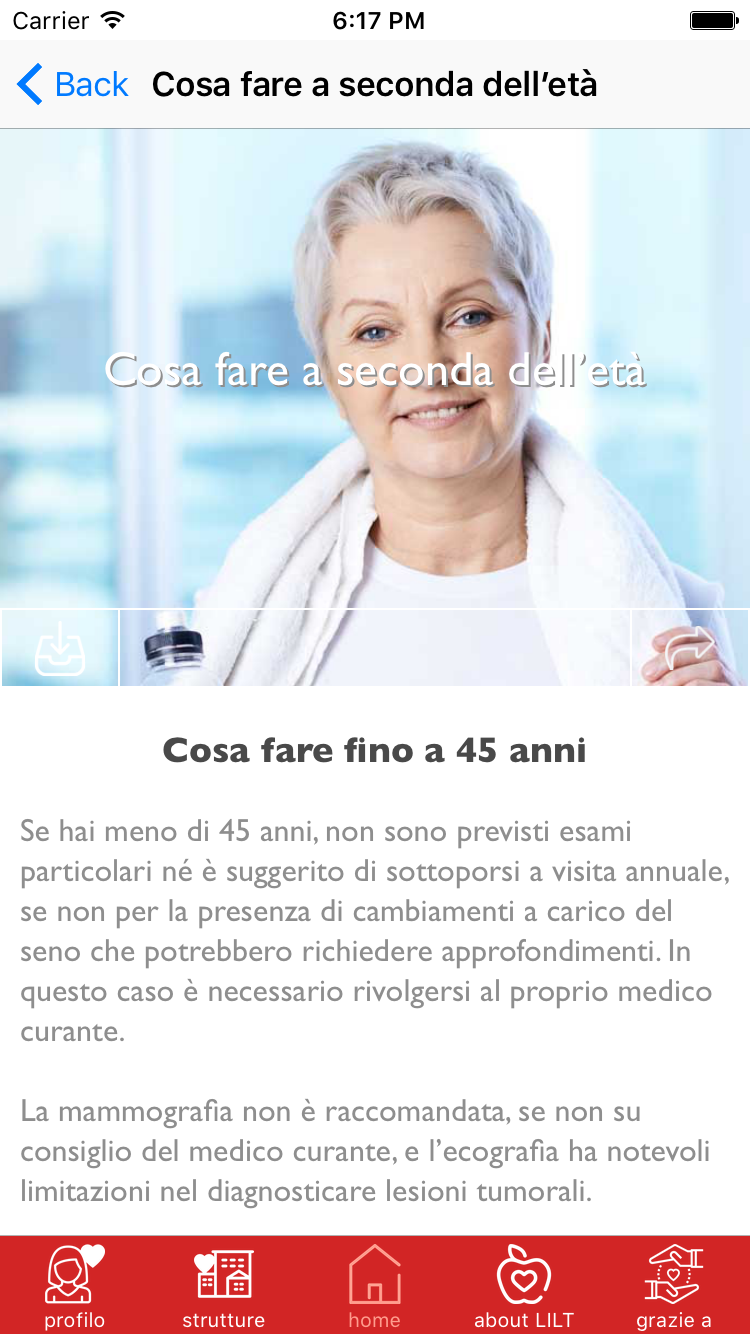 Carrier 6:17 PM
Back Cosa fare a seconda dell’età
Cosa fare a seconda dell’età
Cosa fare fino a 45 anni
Se hai meno di 45 anni, non sono previsti esami
particolari né è suggerito di sottoporsi a visita annuale,
se non per la presenza di cambiamenti a carico del
seno che potrebbero richiedere approfondimenti. In
questo caso è necessario rivolgersi al proprio medico
curante.
La mammografia non è raccomandata, se non su
consiglio del medico curante, e l’ecografia ha notevoli
limitazioni nel diagnosticare lesioni tumorali.
profilo strutture home about LILT grazie a